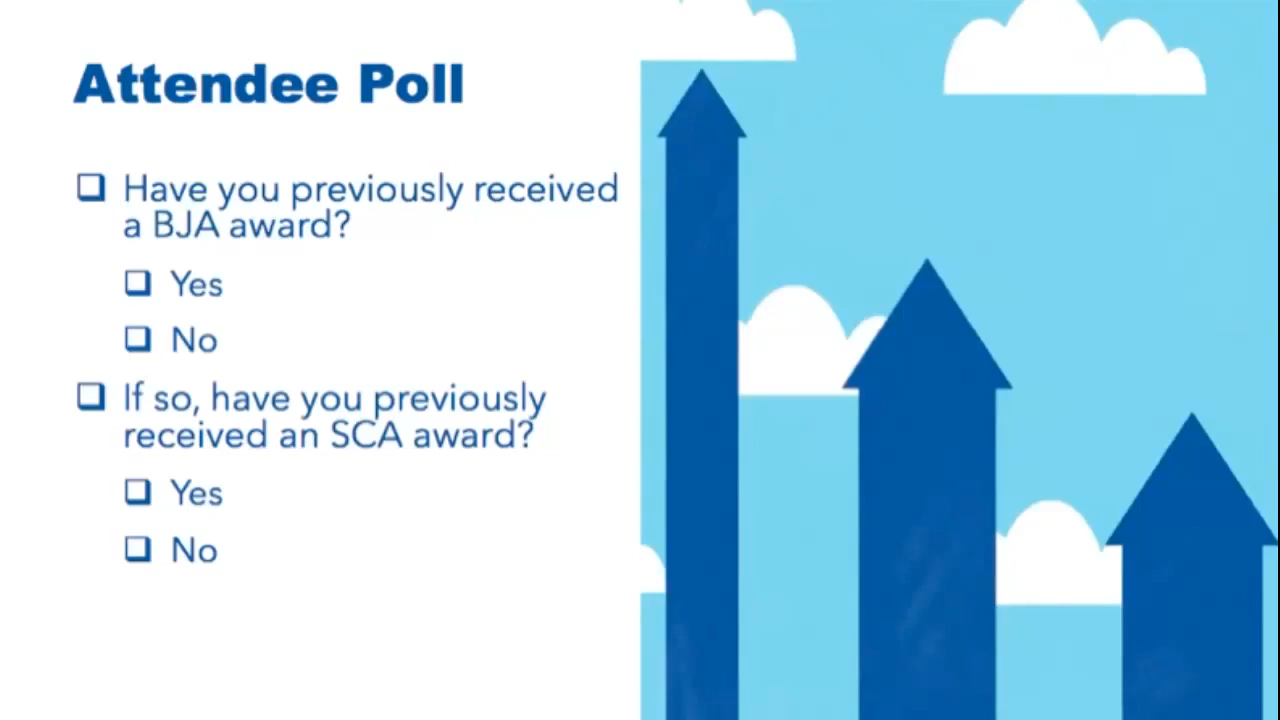 Attendee Poll
❑ Have you previously received
a BJA award?
❑ Yes
❑ No
❑ If so, have you previously
received an SCA award?
❑ Yes
❑ No